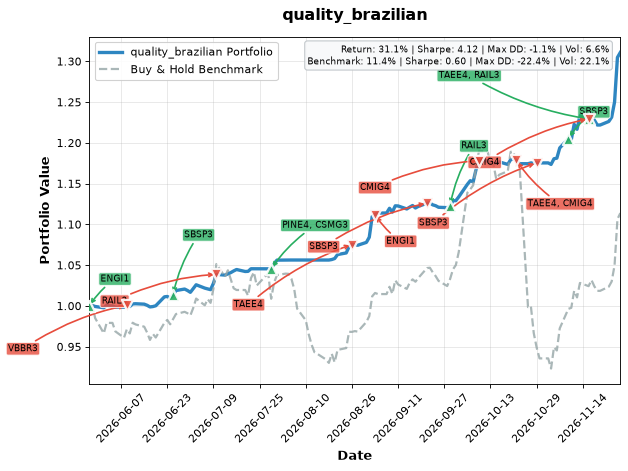 quality_brazilian
quality_brazilian Portfolio
Buy & Hold Benchmark
Return: 31.1% | Sharpe: 4.12 | Max DD: -1.1% | Vol: 6.6%
Benchmark: 11.4% | Sharpe: 0.60 | Max DD: -22.4% | Vol: 22.1%
TAEE4, RAIL3
SBSP3
RAIL3
CMIG4
CMIG4
TAEE4, CMIG4
SBSP3
PINE4, CSMG3
SBSP3
SBSP3
ENGI1
ENGI1
TAEE4
VBBR3
1.30
1.25
1.20
1.15
1.10
1.05
1.00
0.95
Portfolio Value
2026-06-07
2026-06-23
2026-07-09
2026-07-25
2026-08-10
2026-08-26
2026-09-11
2026-09-27
2026-10-13
2026-10-29
2026-11-14
Date